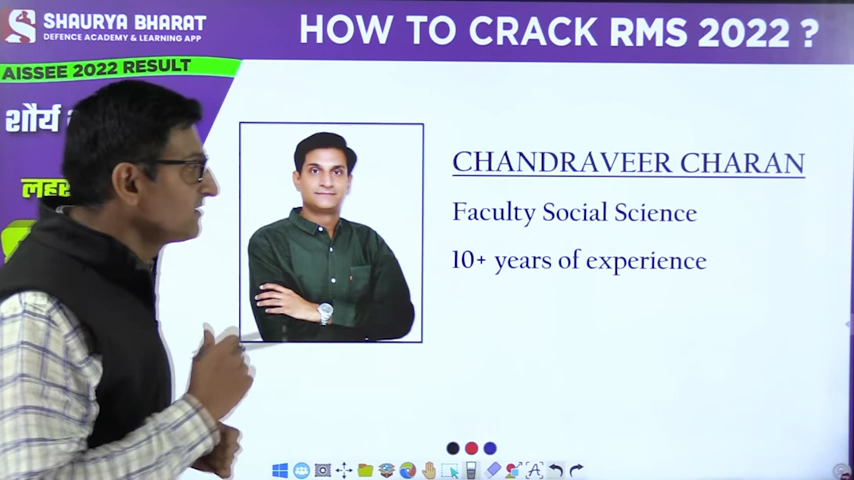 SHAURYA BHARAT
DEFENCE ACADEMY & LEARNING APP
HOW TO CRACK RMS 2022 ?
AISSEE 2022 RESULT
शौर्य
CHANDRAVEER CHARAN
Faculty Social Science
10+ years of experience